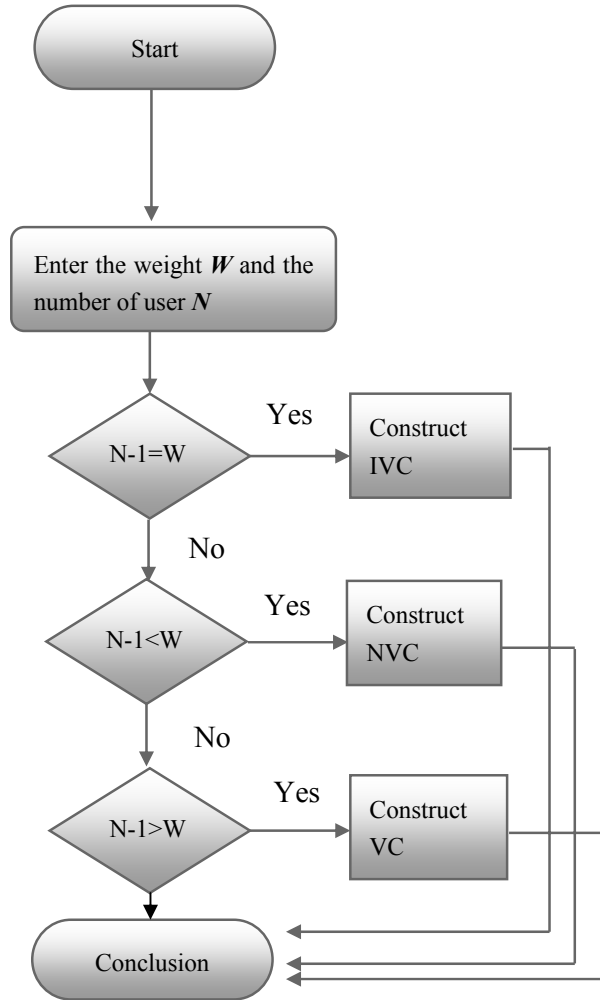 Start
Enter the weight W and the
number of user N
N-1=W
Yes
Construct
IVC
No
N-1<W
Yes
Construct
NVC
No
N-1>W
Yes
Construct
VC
Conclusion